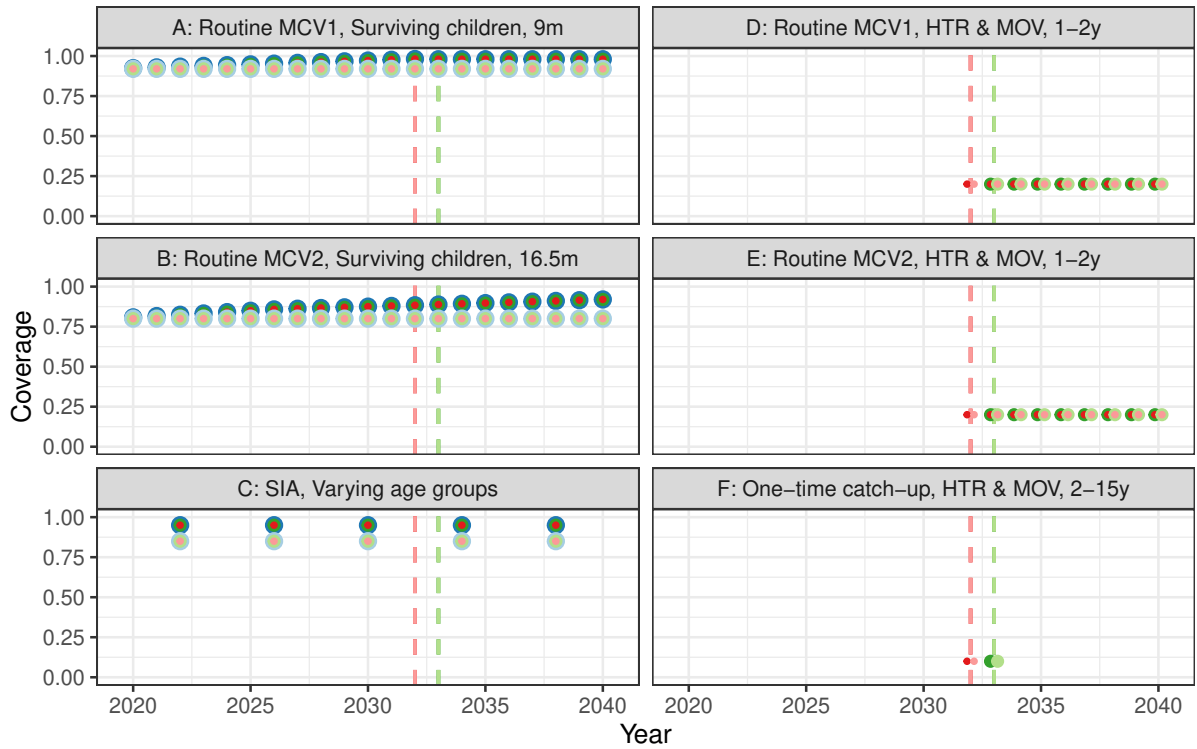 A: Routine MCV1, Surviving children, 9m
D: Routine MCV1, HTR & MOV, 1−2y
1.00
0.75
0.50
0.25
0.00
B: Routine MCV2, Surviving children, 16.5m
E: Routine MCV2, HTR & MOV, 1−2y
1.00
0.75
0.50
0.25
0.00
Coverage
C: SIA, Varying age groups
F: One−time catch−up, HTR & MOV, 2−15y
1.00
0.75
0.50
0.25
0.00
2020 2025 2030 2035 2040 2020 2025 2030 2035 2040
Year